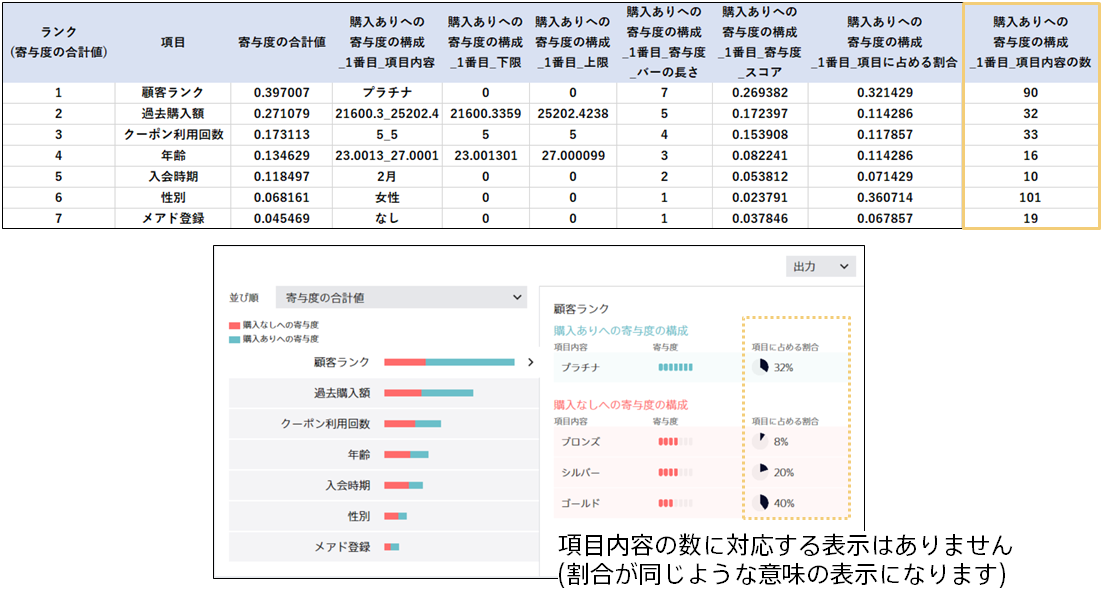 ランク
(寄与度の合計値)
項目
寄与度の合計値
購入ありへの
寄与度の構成
_1番目_項目内容
購入ありへの
寄与度の構成
_1番目_下限
購入ありへの
寄与度の構成
_1番目_上限
購入ありへの
寄与度の構成
_1番目_寄与度
_バーの長さ
購入ありへの
寄与度の構成
_1番目_寄与度
_スコア
購入ありへの
寄与度の構成
_1番目_項目に占める割合
購入ありへの
寄与度の構成
_1番目_項目内容の数
1 顧客ランク 0.397007 プラチナ 0 0 7 0.269382 0.321429 90
2 過去購入額 0.271079 21600.3_25202.4 21600.3359 25202.4238 5 0.172397 0.114286 32
3 クーポン利用回数 0.173113 5_5 5 5 4 0.153908 0.117857 33
4 年齢 0.134629 23.0013_27.0001 23.001301 27.000099 3 0.082241 0.114286 16
5 入会時期 0.118497 2月 0 0 2 0.053812 0.071429 10
6 性別 0.068161 女性 0 0 1 0.023791 0.360714 101
7 メアド登録 0.045469 なし 0 0 1 0.037846 0.067857 19
出力
並び順 寄与度の合計値
購入なしへの寄与度
購入ありへの寄与度
顧客ランク
過去購入額
クーポン利用回数
年齢
入会時期
性別
メアド登録
顧客ランク
購入ありへの寄与度の構成
項目内容 寄与度 項目に占める割合
プラチナ 32%
購入なしへの寄与度の構成
項目内容 寄与度 項目に占める割合
ブロンズ 8%
シルバー 20%
ゴールド 40%
項目内容の数に対応する表示はありません
(割合が同じような意味の表示になります)